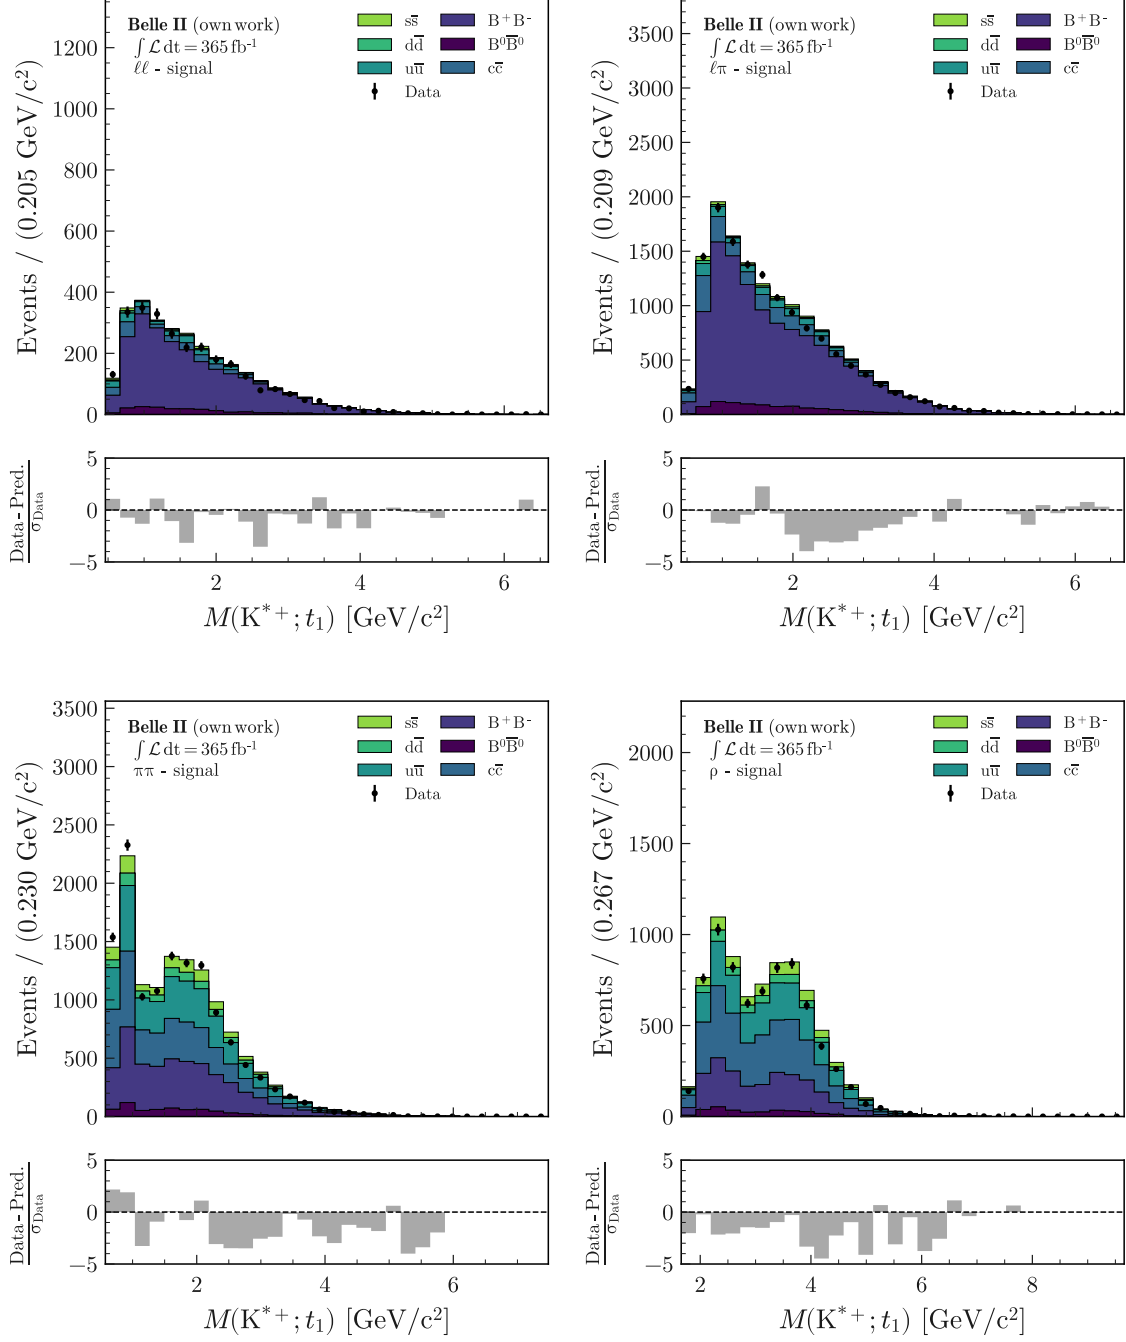 Belle II (own work)
∫ℒdt = 365 fb⁻¹
ℓℓ - signal
ss̅ B⁺B⁻
dd̅ B⁰B̅⁰
uu̅ cc̅
Data
Events / (0.205 GeV/c²)
0 200 400 600 800 1000 1200
Data - Pred.
σData
−5 0 5
2 4 6
M(K*⁺; t₁) [GeV/c²]
Belle II (own work)
∫ℒdt = 365 fb⁻¹
ℓπ - signal
ss̅ B⁺B⁻
dd̅ B⁰B̅⁰
uu̅ cc̅
Data
Events / (0.209 GeV/c²)
0 500 1000 1500 2000 2500 3000 3500
Data - Pred.
σData
−5 0 5
2 4 6
M(K*⁺; t₁) [GeV/c²]
Belle II (own work)
∫ℒdt = 365 fb⁻¹
ππ - signal
ss̅ B⁺B⁻
dd̅ B⁰B̅⁰
uu̅ cc̅
Data
Events / (0.230 GeV/c²)
0 500 1000 1500 2000 2500 3000 3500
Data - Pred.
σData
−5 0 5
2 4 6
M(K*⁺; t₁) [GeV/c²]
Belle II (own work)
∫ℒdt = 365 fb⁻¹
ρ - signal
ss̅ B⁺B⁻
dd̅ B⁰B̅⁰
uu̅ cc̅
Data
Events / (0.267 GeV/c²)
0 500 1000 1500 2000
Data - Pred.
σData
−5 0 5
2 4 6 8
M(K*⁺; t₁) [GeV/c²]